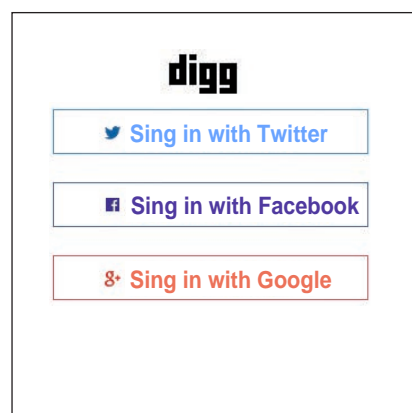 digg
Sing in with Twitter
Sing in with Facebook
Sing in with Google